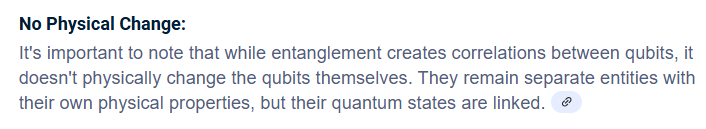 No Physical Change:
It's important to note that while entanglement creates correlations between qubits, it
doesn't physically change the qubits themselves. They remain separate entities with
their own physical properties, but their quantum states are linked.